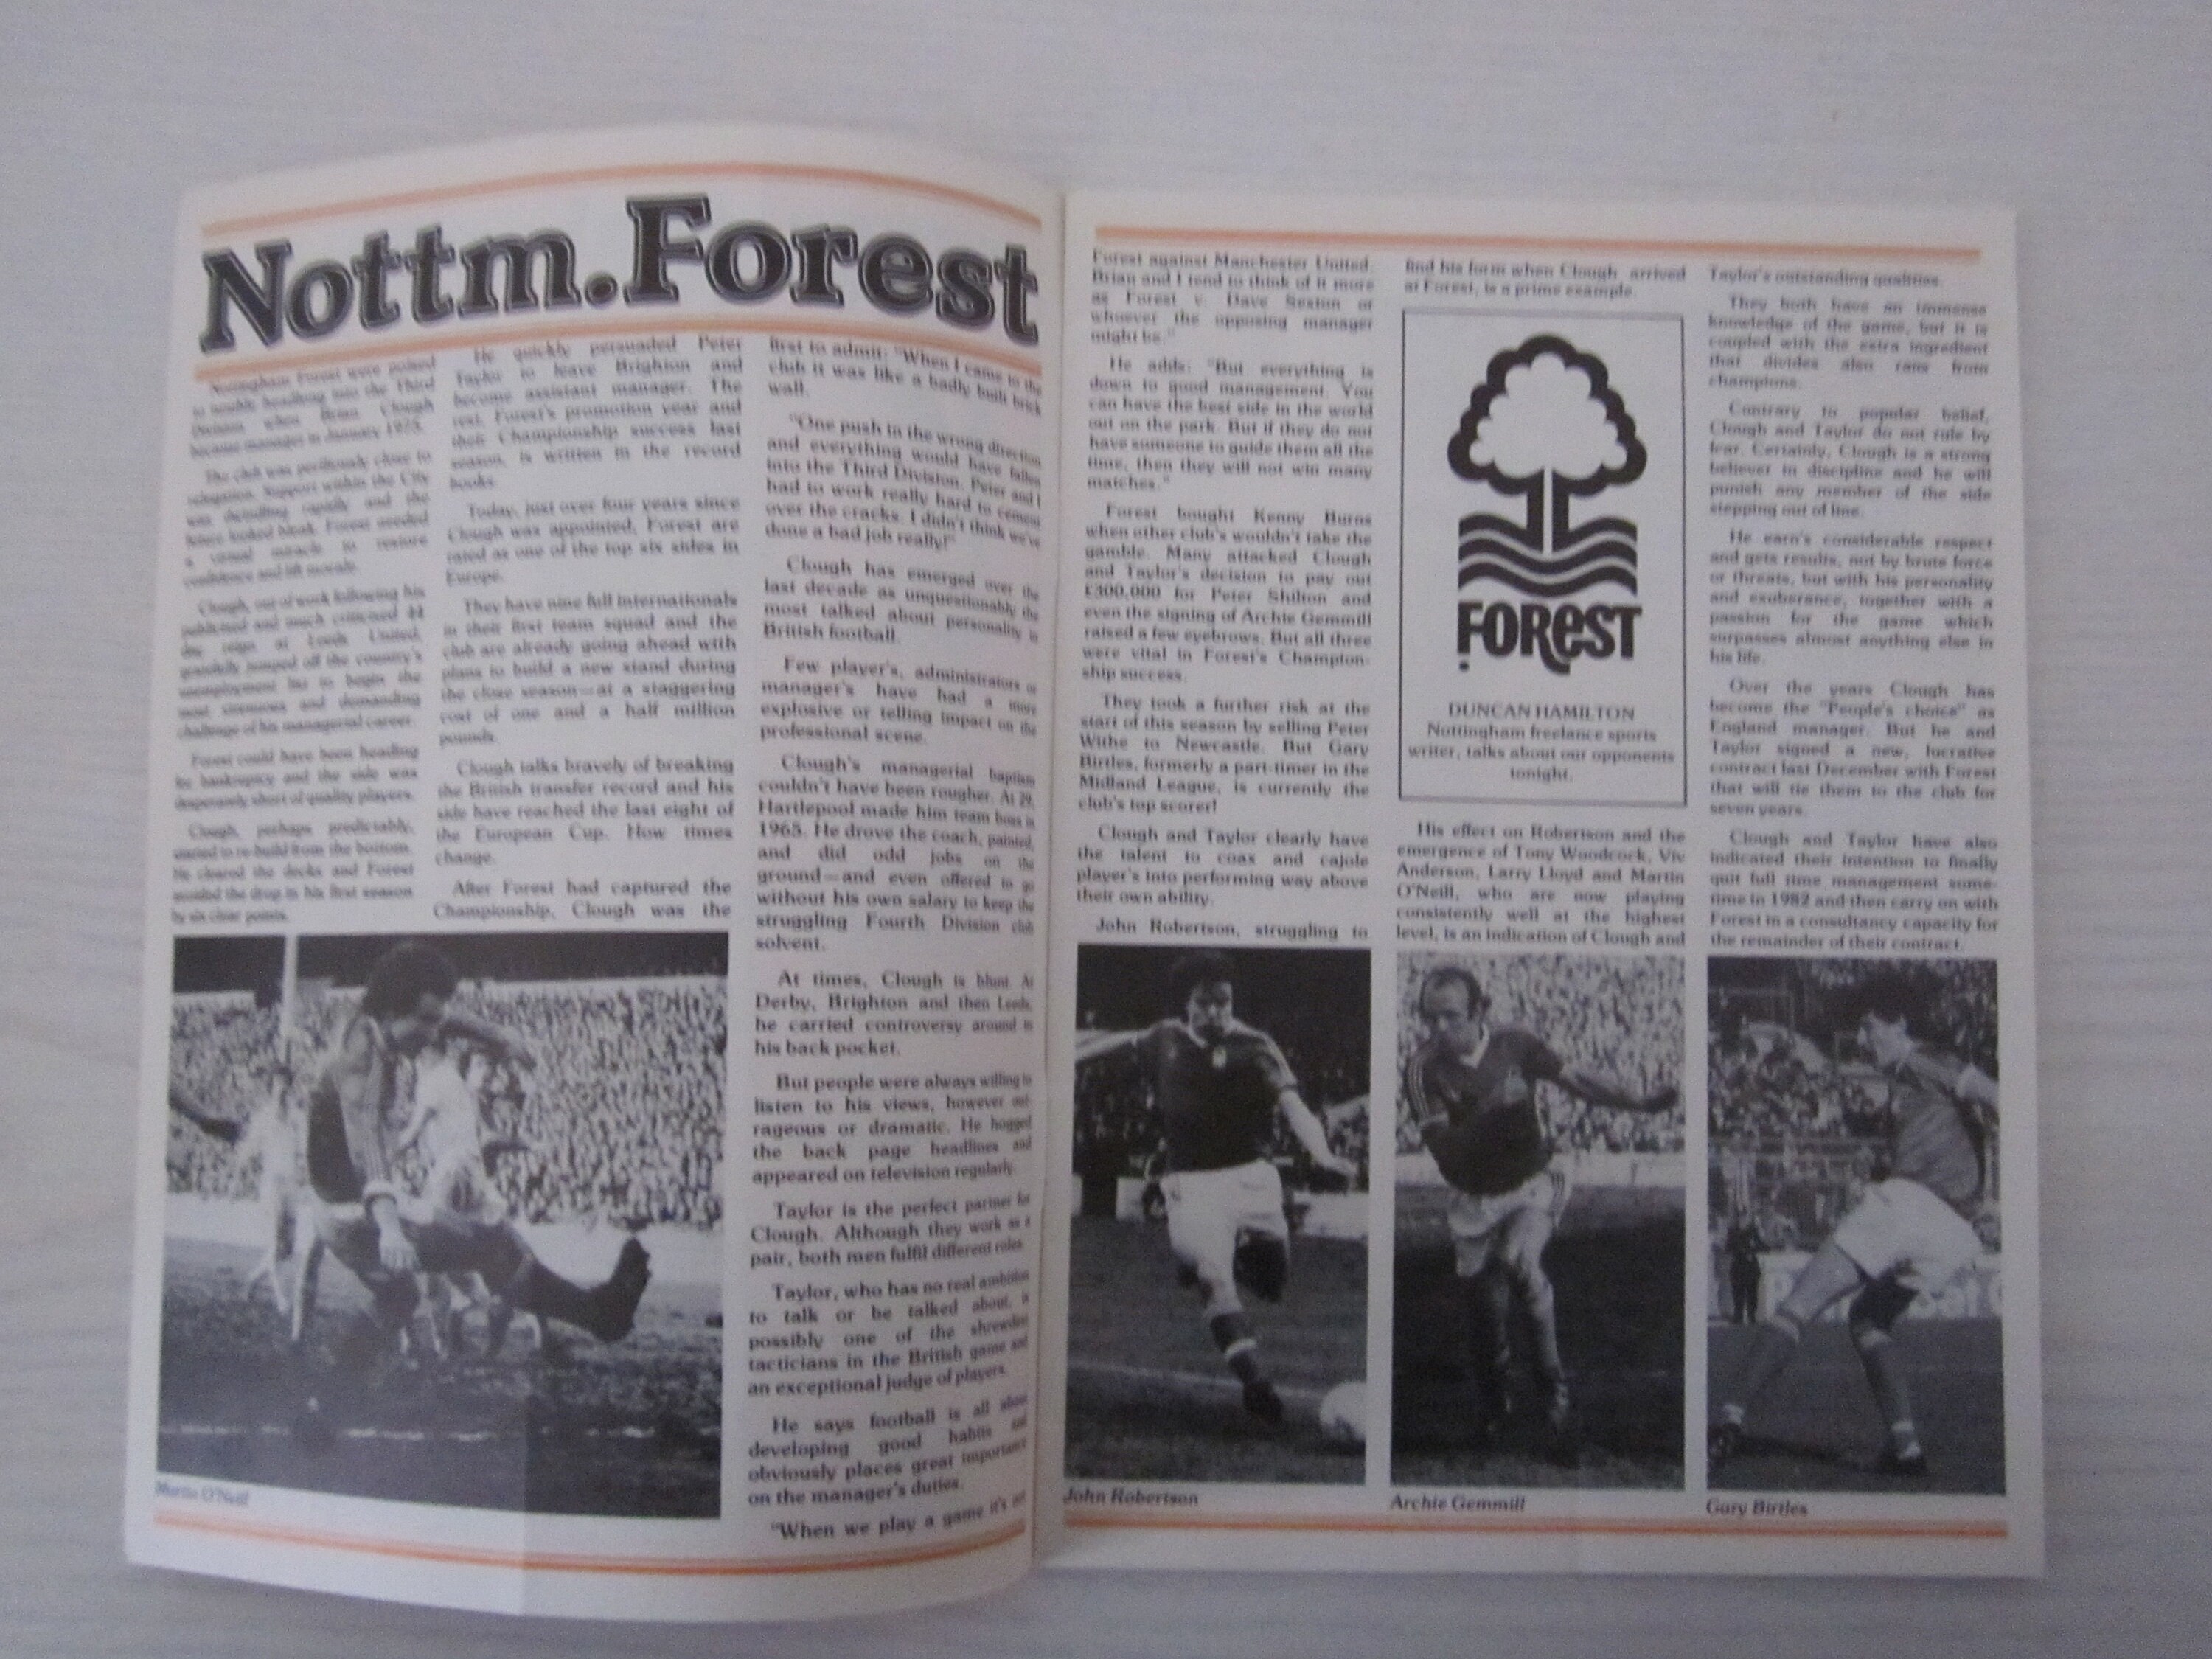 Nottm.Forest
Nottingham Forest were poised
to tumble headlong into the Third
Division when Brian Clough
became manager in January 1975.
The club was perilously close to
relegation. Support within the City
was dwindling rapidly and the
future looked bleak. Forest needed
a virtual miracle to restore
confidence and lift morale.
Clough, out of work following his
publicised and much criticised 44
day reign at Leeds United,
gratefully jumped off the country's
unemployment list to begin the
most strenuous and demanding
challenge of his managerial career.
Forest could have been heading
for bankruptcy and the side was
desperately short of quality players.
Clough, perhaps predictably,
started to re-build from the bottom.
He cleared the decks and Forest
avoided the drop in his first season
by six clear points.
He quickly persuaded Peter
Taylor to leave Brighton and
become assistant manager. The
rest, Forest's promotion year and
their Championship success last
season, is written in the record
books.
Today, just over four years since
Clough was appointed, Forest are
rated as one of the top six sides in
Europe.
They have nine full internationals
in their first team squad and the
club are already going ahead with
plans to build a new stand during
the close season—at a staggering
cost of one and a half million
pounds.
Clough talks bravely of breaking
the British transfer record and his
side have reached the last eight of
the European Cup. How times
change.
After Forest had captured the
Championship, Clough was the
first to admit: "When I came to the
club it was like a badly built brick
wall.
"One push in the wrong direction
and everything would have fallen
into the Third Division. Peter and I
had to work really hard to cement
over the cracks. I didn't think we've
done a bad job really!"
Clough has emerged over the
last decade as unquestionably the
most talked about personality in
British football.
Few player's, administrators or
manager's have had a more
explosive or telling impact on the
professional scene.
Clough's managerial baptism
couldn't have been rougher. At 29,
Hartlepool made him team boss in
1965. He drove the coach, painted,
and did odd jobs on the
ground—and even offered to go
without his own salary to keep the
struggling Fourth Division club
solvent.
At times, Clough is blunt. At
Derby, Brighton and then Leeds,
he carried controversy around in
his back pocket.
But people were always willing to
listen to his views, however out-
rageous or dramatic. He hogged
the back page headlines and
appeared on television regularly.
Taylor is the perfect partner for
Clough. Although they work as a
pair, both men fulfil different roles.
Taylor, who has no real ambition
to talk or be talked about, is
possibly one of the shrewdest
tacticians in the British game and
an exceptional judge of players.
He says football is all about
developing good habits and
obviously places great importance
on the manager's duties.
"When we play a game it's not
Martin O'Neill
Forest against Manchester United.
Brian and I tend to think of it more
as Forest v. Dave Sexton or
whoever the opposing manager
might be."
He adds: "But everything is
down to good management. You
can have the best side in the world
out on the park. But if they do not
have someone to guide them all the
time, then they will not win many
matches."
Forest bought Kenny Burns
when other club's wouldn't take the
gamble. Many attacked Clough
and Taylor's decision to pay out
£300,000 for Peter Shilton and
even the signing of Archie Gemmill
raised a few eyebrows. But all three
were vital in Forest's Champion-
ship success.
They took a further risk at the
start of this season by selling Peter
Withe to Newcastle. But Gary
Birtles, formerly a part-timer in the
Midland League, is currently the
club's top scorer!
Clough and Taylor clearly have
the talent to coax and cajole
player's into performing way above
their own ability.
John Robertson, struggling to
find his form when Clough arrived
at Forest, is a prime example.
FOREST
DUNCAN HAMILTON
Nottingham freelance sports
writer, talks about our opponents
tonight.
His effect on Robertson and the
emergence of Tony Woodcock, Viv
Anderson, Larry Lloyd and Martin
O'Neill, who are now playing
consistently well at the highest
level, is an indication of Clough and
Taylor's outstanding qualities.
They both have an immense
knowledge of the game, but it is
coupled with the extra ingredient
that divides also rans from
champions.
Contrary to popular belief,
Clough and Taylor do not rule by
fear. Certainly, Clough is a strong
believer in discipline and he will
punish any member of the side
stepping out of line.
He earn's considerable respect
and gets results, not by brute force
or threats, but with his personality
and exuberance, together with a
passion for the game which
surpasses almost anything else in
his life.
Over the years Clough has
become the "People's choice" as
England manager. But he and
Taylor signed a new, lucrative
contract last December with Forest
that will tie them to the club for
seven years.
Clough and Taylor have also
indicated their intention to finally
quit full time management some-
time in 1982 and then carry on with
Forest in a consultancy capacity for
the remainder of their contract.
John Robertson
Archie Gemmill
Gary Birtles